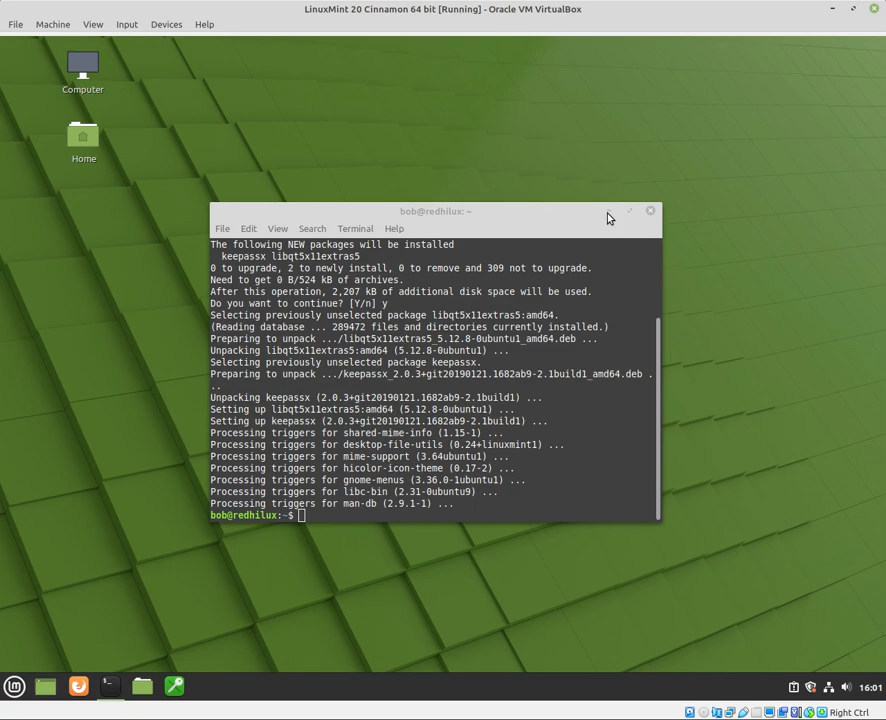 LinuxMint 20 Cinnamon 64 bit [Running] - Oracle VM VirtualBox
File Machine View Input Devices Help
Computer
Home
bob@redhilux: ~
File Edit View Search Terminal Help
The following NEW packages will be installed
keepassx libqt5x11extras5
0 to upgrade, 2 to newly install, 0 to remove and 309 not to upgrade.
Need to get 0 B/524 kB of archives.
After this operation, 2,207 kB of additional disk space will be used.
Do you want to continue? [Y/n] y
Selecting previously unselected package libqt5x11extras5:amd64.
(Reading database ... 289472 files and directories currently installed.)
Preparing to unpack .../libqt5x11extras5_5.12.8-0ubuntu1_amd64.deb ...
Unpacking libqt5x11extras5:amd64 (5.12.8-0ubuntu1) ...
Selecting previously unselected package keepassx.
Preparing to unpack .../keepassx_2.0.3+git20190121.1682ab9-2.1build1_amd64.deb .
..
Unpacking keepassx (2.0.3+git20190121.1682ab9-2.1build1) ...
Setting up libqt5x11extras5:amd64 (5.12.8-0ubuntu1) ...
Setting up keepassx (2.0.3+git20190121.1682ab9-2.1build1) ...
Processing triggers for shared-mime-info (1.15-1) ...
Processing triggers for desktop-file-utils (0.24+linuxmint1) ...
Processing triggers for mime-support (3.64ubuntu1) ...
Processing triggers for hicolor-icon-theme (0.17-2) ...
Processing triggers for gnome-menus (3.36.0-1ubuntu1) ...
Processing triggers for libc-bin (2.31-0ubuntu9) ...
Processing triggers for man-db (2.9.1-1) ...
bob@redhilux:~$
16:01
Right Ctrl